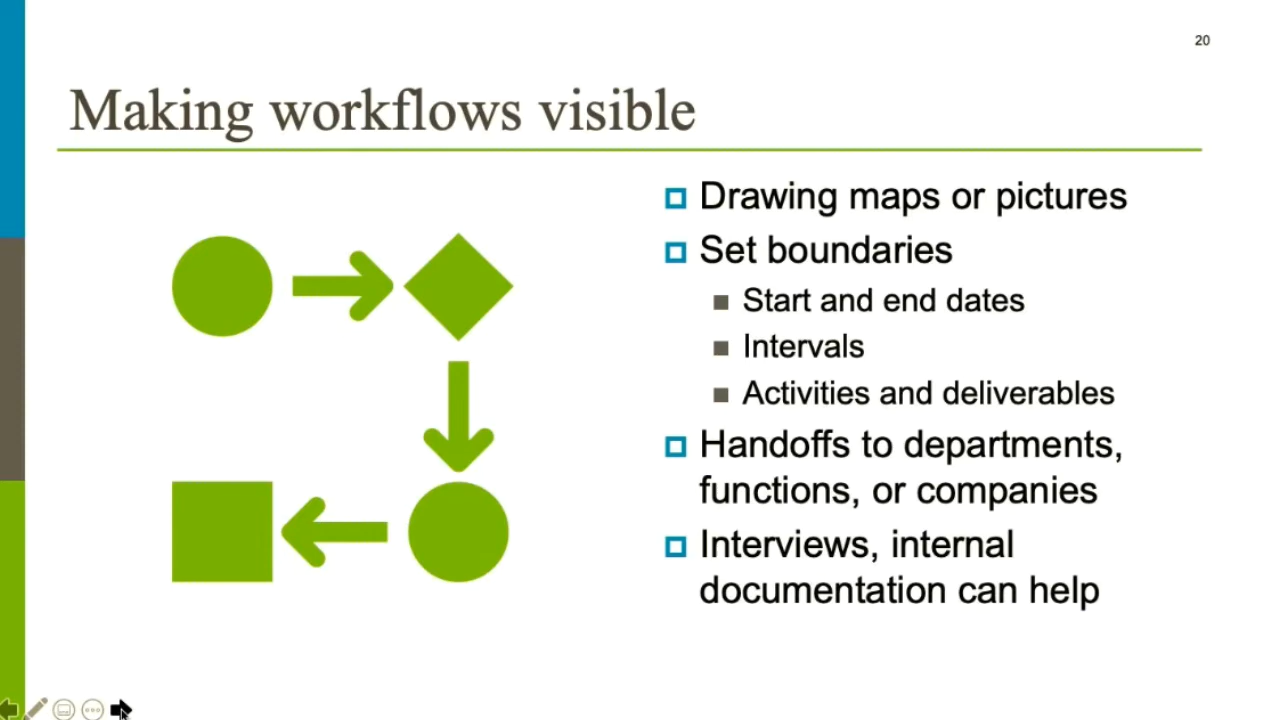 20
Making workflows visible
Drawing maps or pictures
Set boundaries
Start and end dates
Intervals
Activities and deliverables
Handoffs to departments,
functions, or companies
Interviews, internal
documentation can help